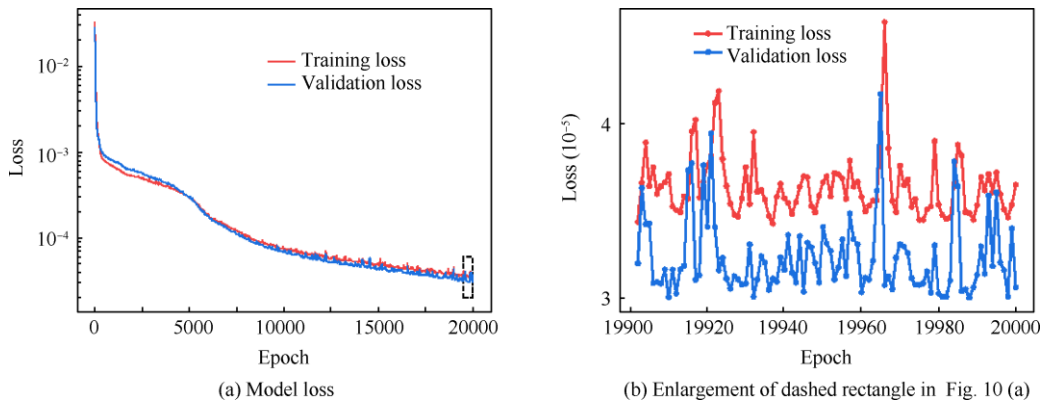 Training loss
Validation loss
10⁻²
10⁻³
10⁻⁴
Loss
0
5000
10000
15000
20000
Epoch
(a) Model loss
Training loss
Validation loss
4
3
Loss (10⁻⁵)
19900
19920
19940
19960
19980
20000
Epoch
(b) Enlargement of dashed rectangle in Fig. 10 (a)